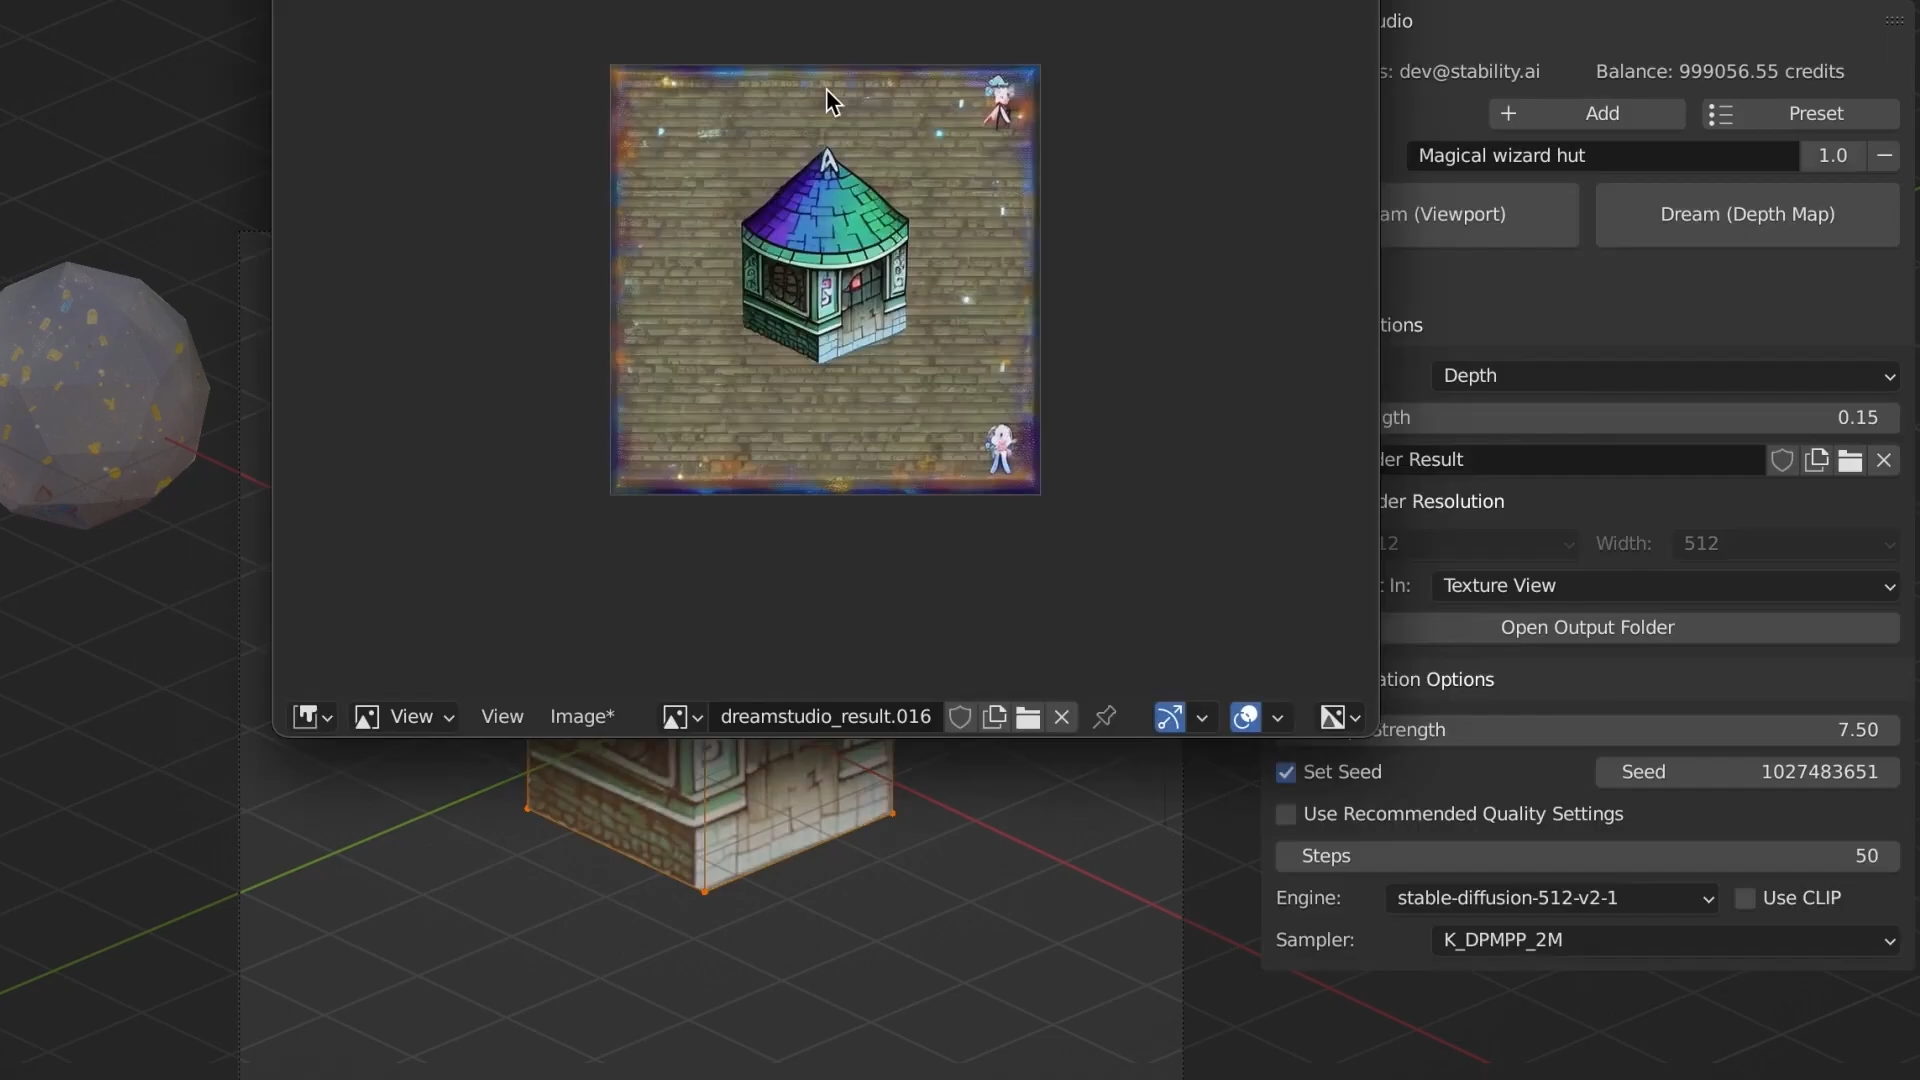 udio
s: dev@stability.ai Balance: 999056.55 credits
+ Add Preset
Magical wizard hut 1.0
am (Viewport) Dream (Depth Map)
tions
Depth
gth 0.15
der Result
der Resolution
12 Width: 512
t In: Texture View
Open Output Folder
View View Image* dreamstudio_result.016
ation Options
Strength 7.50
Set Seed Seed 1027483651
Use Recommended Quality Settings
Steps 50
Engine: stable-diffusion-512-v2-1 Use CLIP
Sampler: K_DPMPP_2M